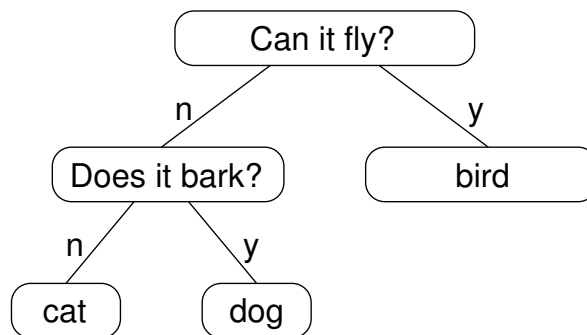 Can it fly?
n
y
Does it bark?
bird
n
y
cat
dog